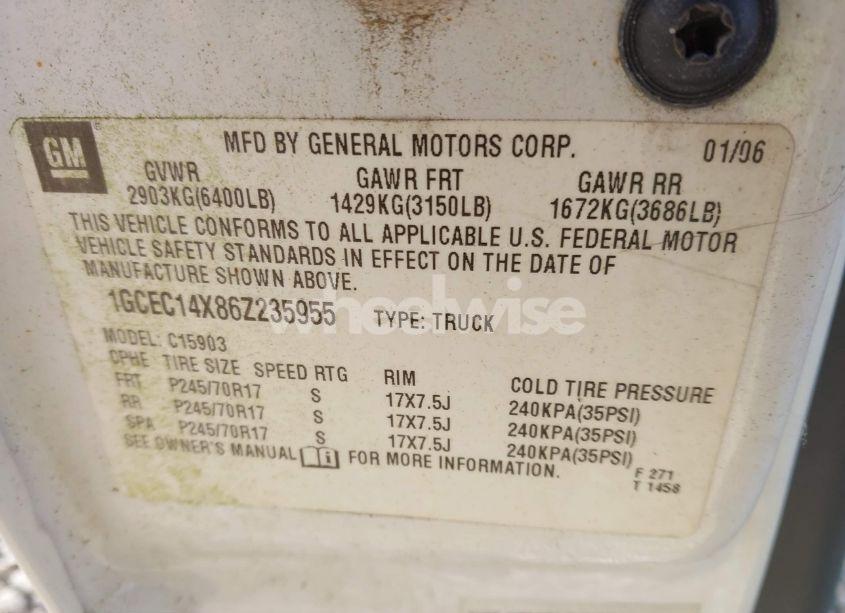 GM
MFD BY GENERAL MOTORS CORP. 01/06
GVWR GAWR FRT GAWR RR
2903KG(6400LB) 1429KG(3150LB) 1672KG(3686LB)
THIS VEHICLE CONFORMS TO ALL APPLICABLE U.S. FEDERAL MOTOR
VEHICLE SAFETY STANDARDS IN EFFECT ON THE DATE OF
MANUFACTURE SHOWN ABOVE.
1GCEC14X86Z235955 TYPE: TRUCK
wheelwise
MODEL: C15903
CPHE TIRE SIZE SPEED RTG RIM COLD TIRE PRESSURE
FRT P245/70R17 S 17X7.5J 240KPA(35PSI)
RR P245/70R17 S 17X7.5J 240KPA(35PSI)
SPA P245/70R17 S 17X7.5J 240KPA(35PSI)
SEE OWNER'S MANUAL FOR MORE INFORMATION.
F 271
T 1458